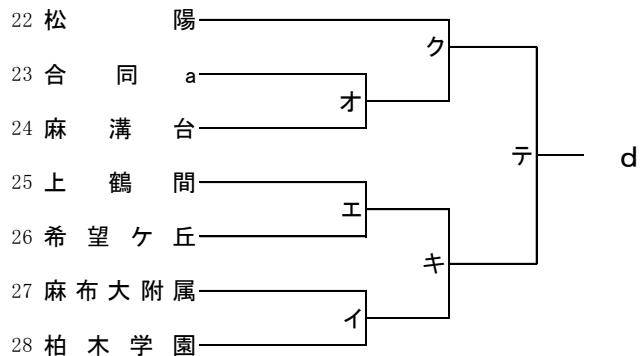 22 松陽
ク
23 合同a
オ
24 麻溝台
テ d
25 上鶴間
エ
26 希望ケ丘
キ
27 麻布大附属
イ
28 柏木学園